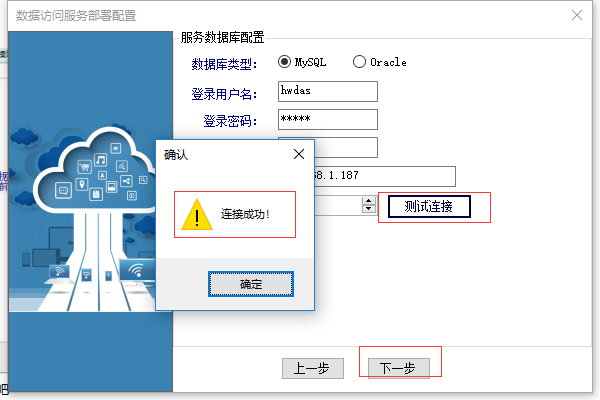 数据访问服务部署配置
服务数据库配置
数据库类型：
MySQL
Oracle
登录用户名：
hwdas
登录密码：
*****
8.1.187
测试连接
确认
连接成功!
确定
上一步
下一步
吧